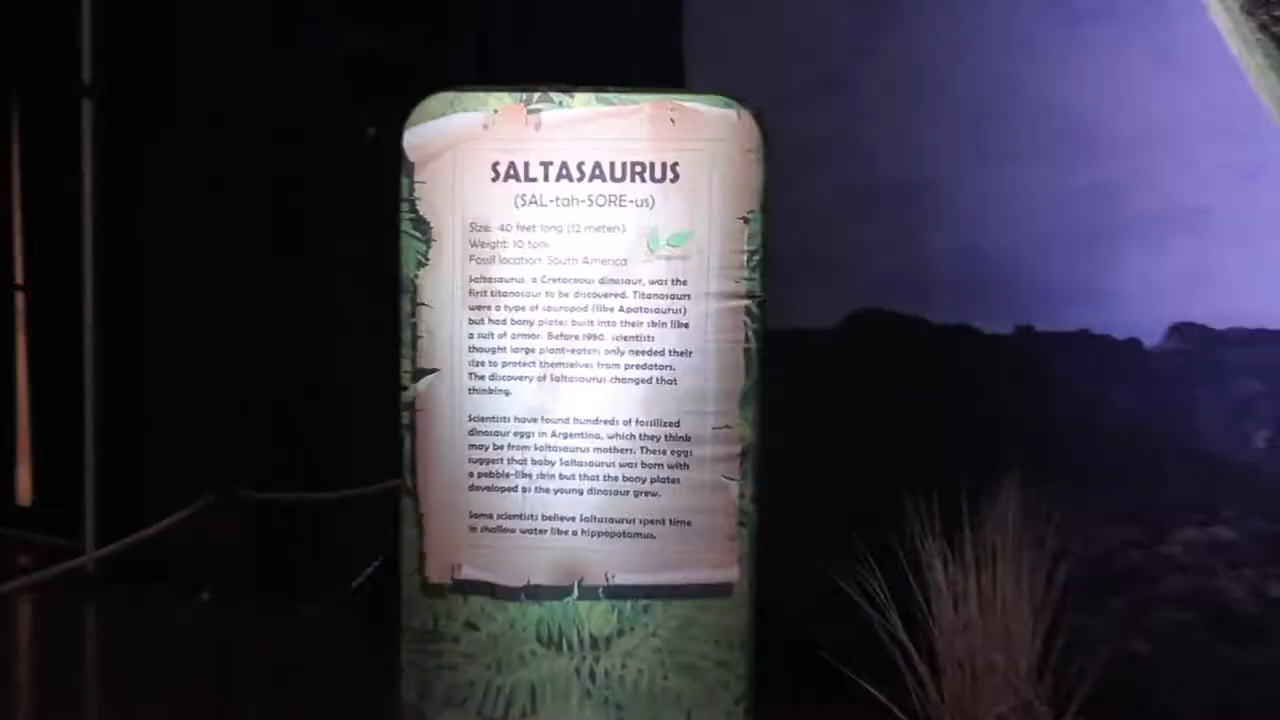 SALTASAURUS
(SAL-tah-SORE-us)
Size: 40 feet long (12 meters)
Weight: 10 tons
Fossil location: South America
Saltasaurus, a Cretaceous dinosaur, was the
first titanosaur to be discovered. Titanosaurs
were a type of sauropod (like Apatosaurus)
but had bony plates built into their skin like
a suit of armor. Before 1980, scientists
thought large plant-eaters only needed their
size to protect themselves from predators.
The discovery of Saltasaurus changed that
thinking.
Scientists have found hundreds of fossilized
dinosaur eggs in Argentina, which they think
may be from Saltasaurus mothers. These eggs
suggest that baby Saltasaurus was born with
a pebble-like skin but that the bony plates
developed as the young dinosaur grew.
Some scientists believe Saltasaurus spent time
in shallow water like a hippopotamus.